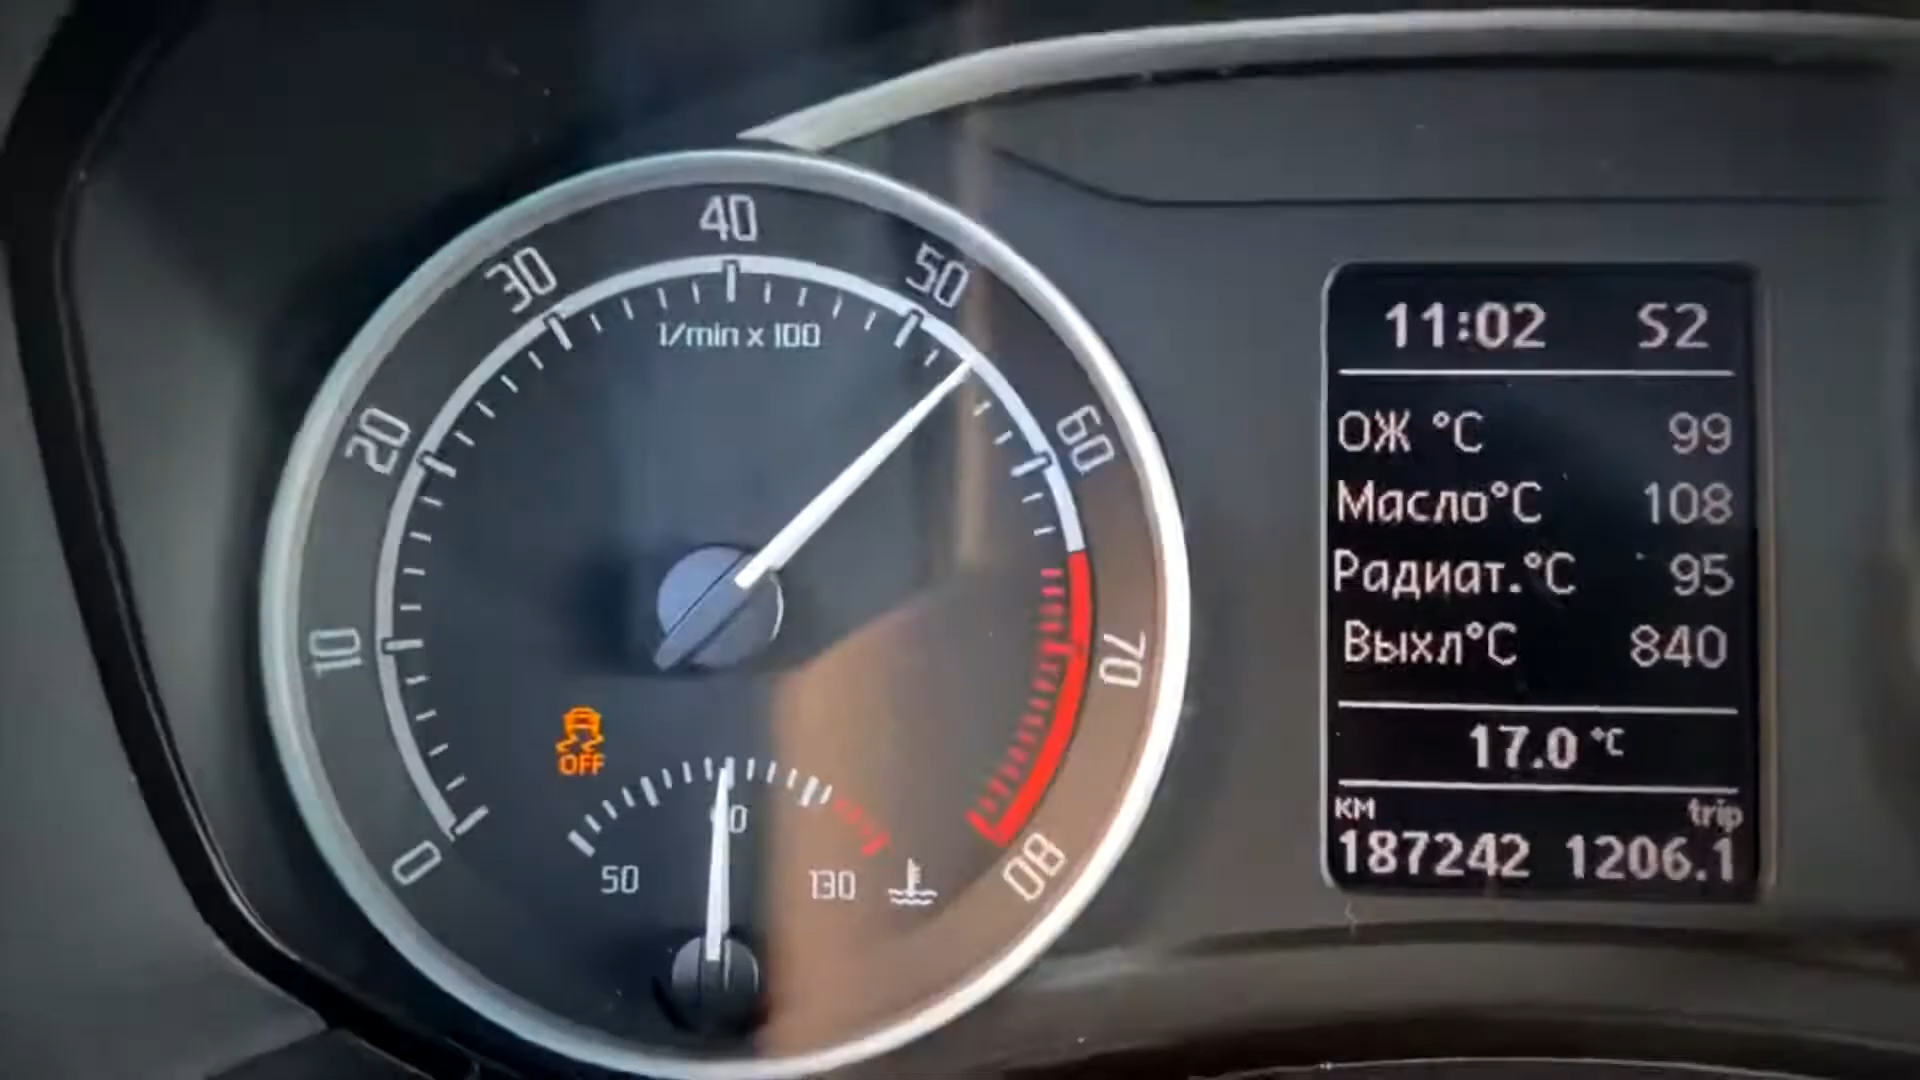 0
10
20
30
40
50
60
70
80
1/min x 100
OFF
50
90
130
11:02 S2
ОЖ °C 99
Масло°C 108
Радиат.°C 95
Выхл°C 840
17.0 °C
км trip
187242 1206.1